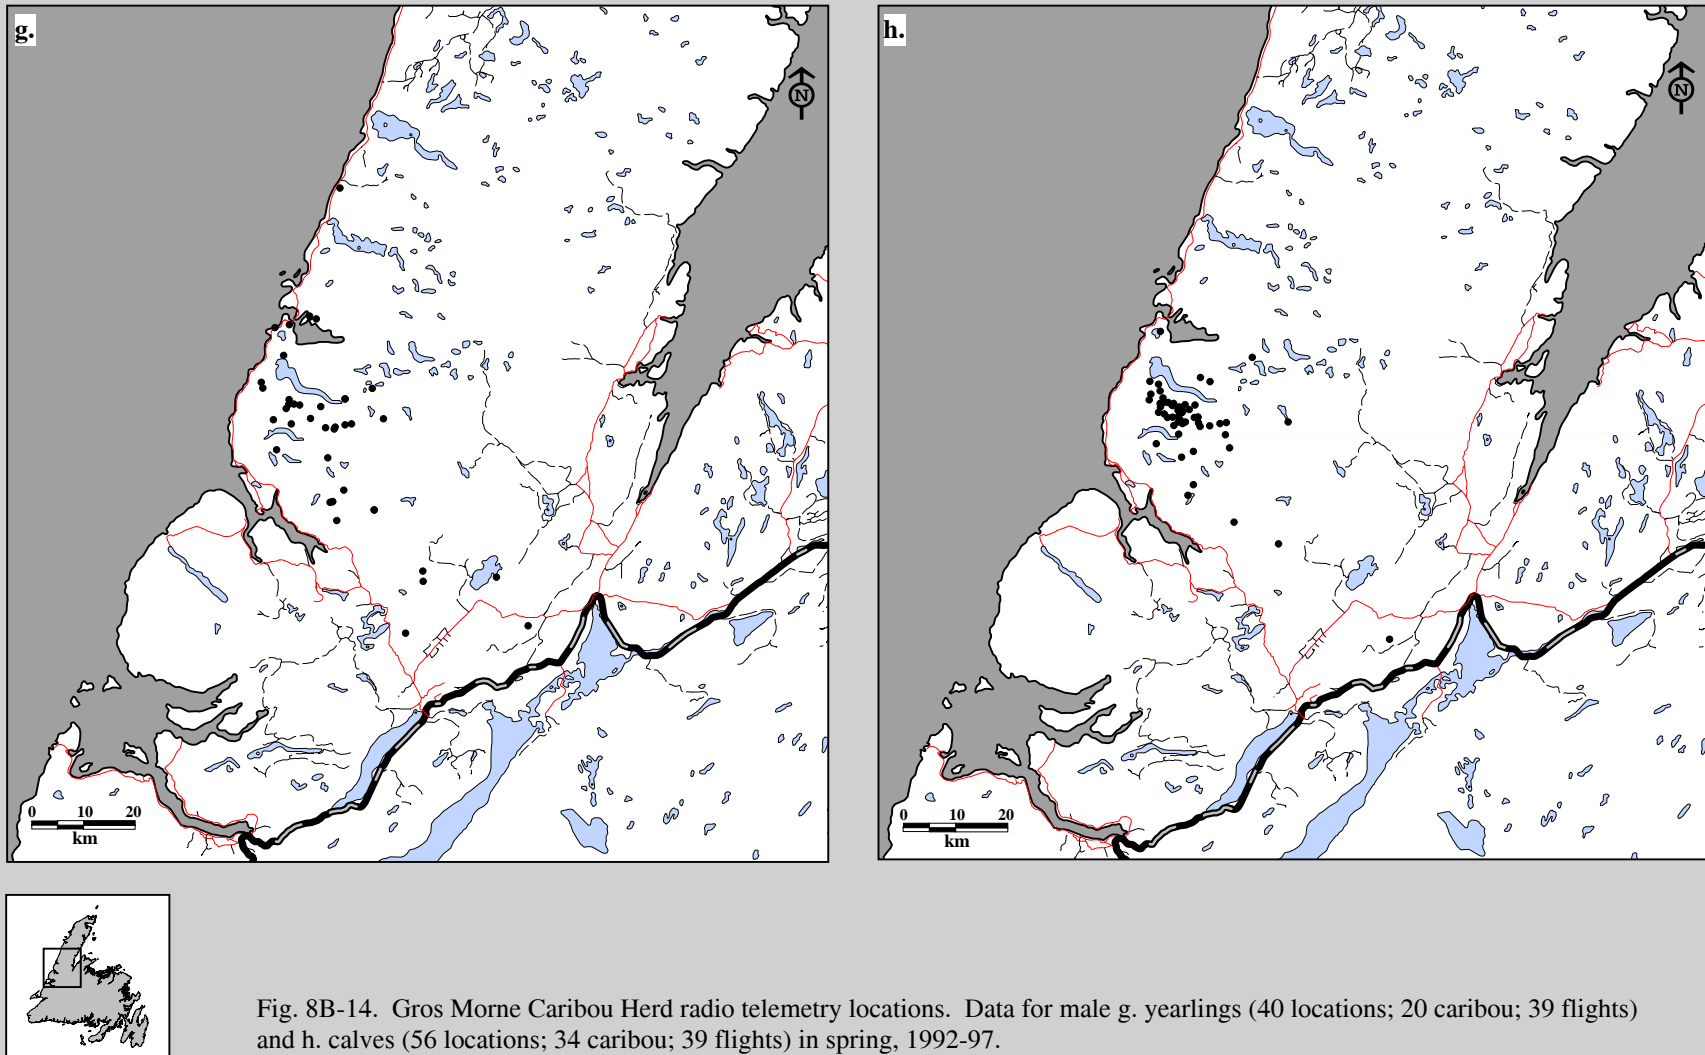 g.
N
0 10 20
km
h.
N
0 10 20
km
Fig. 8B-14. Gros Morne Caribou Herd radio telemetry locations. Data for male g. yearlings (40 locations; 20 caribou; 39 flights)
and h. calves (56 locations; 34 caribou; 39 flights) in spring, 1992-97.